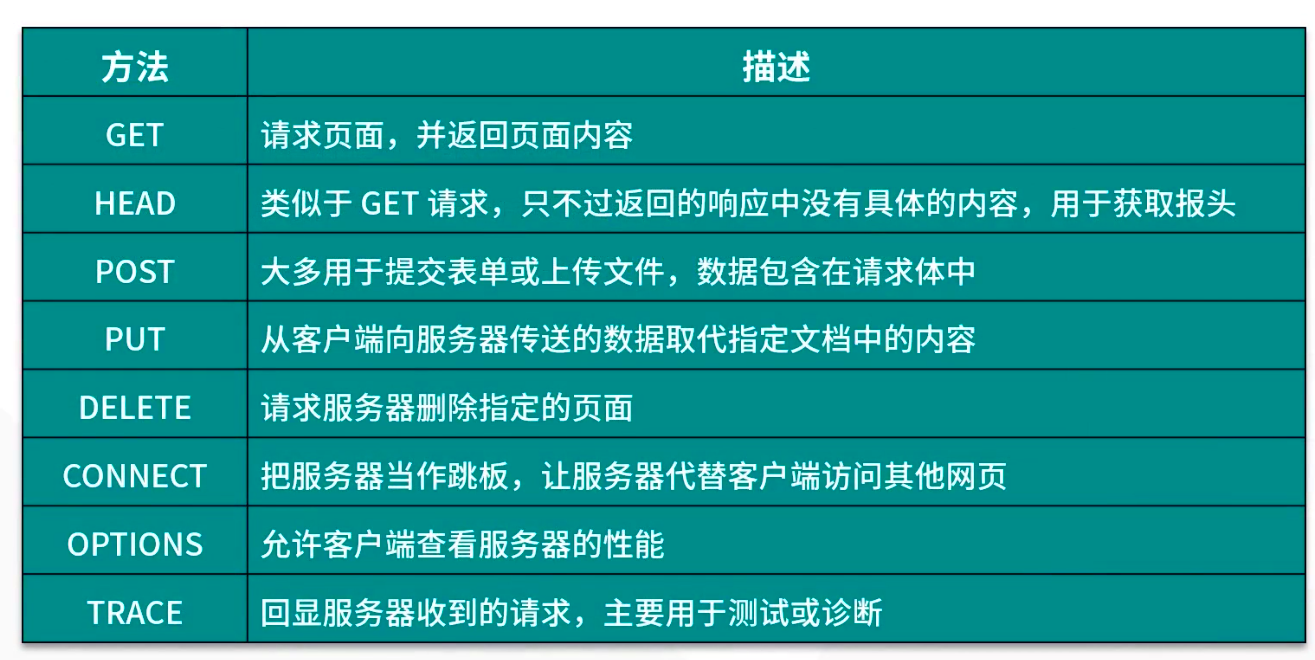 方法 描述
GET 请求页面，并返回页面内容
HEAD 类似于 GET 请求，只不过返回的响应中没有具体的内容，用于获取报头
POST 大多用于提交表单或上传文件，数据包含在请求体中
PUT 从客户端向服务器传送的数据取代指定文档中的内容
DELETE 请求服务器删除指定的页面
CONNECT 把服务器当作跳板，让服务器代替客户端访问其他网页
OPTIONS 允许客户端查看服务器的性能
TRACE 回显服务器收到的请求，主要用于测试或诊断